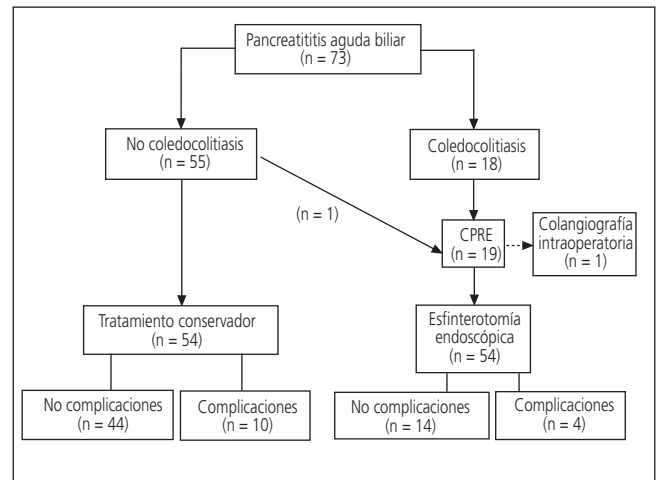 Pancreatititis aguda biliar
(n = 73)
No coledocolitiasis
(n = 55)
Coledocolitiasis
(n = 18)
(n = 1)
CPRE
(n = 19)
Colangiografía
intraoperatoria
(n = 1)
Tratamiento conservador
(n = 54)
Esfinterotomía
endoscópica
(n = 54)
No complicaciones
(n = 44)
Complicaciones
(n = 10)
No complicaciones
(n = 14)
Complicaciones
(n = 4)